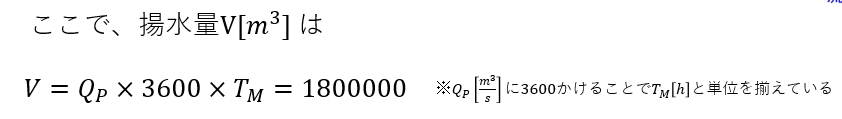 ここで、揚水量V[m³] は
V = Q_P × 3600 × T_M = 1800000 ※Q_P [m³/s] に3600かけることでT_M[h]と単位を揃えている